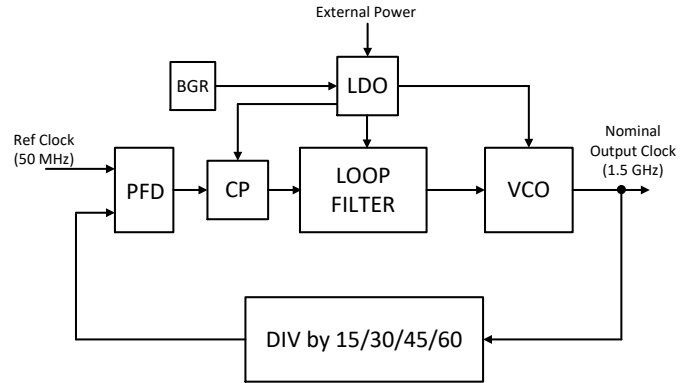 External Power
BGR
LDO
Ref Clock
(50 MHz)
Nominal
Output Clock
(1.5 GHz)
PFD
CP
LOOP
FILTER
VCO
DIV by 15/30/45/60